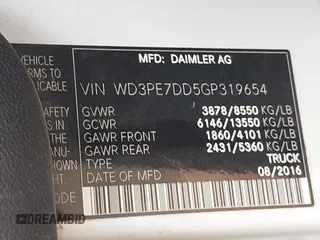 MFD: DAIMLER AG
VEHICLE
RMS TO
PLICABLE
VIN WD3PE7DD5GP319654
SAFETY
GVWR 3878/8550 KG/LB
GCWR 6146/13550 KG/LB
GAWR FRONT 1860/4101 KG/LB
GAWR REAR 2431/5360 KG/LB
TYPE TRUCK
DATE OF MFD 08/2016
DREAMBID